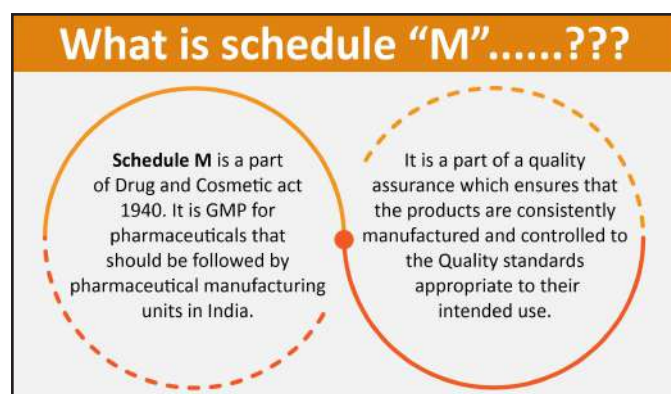 What is schedule “M”......???
Schedule M is a part
of Drug and Cosmetic act
1940. It is GMP for
pharmaceuticals that
should be followed by
pharmaceutical manufacturing
units in India.
It is a part of a quality
assurance which ensures that
the products are consistently
manufactured and controlled to
the Quality standards
appropriate to their
intended use.